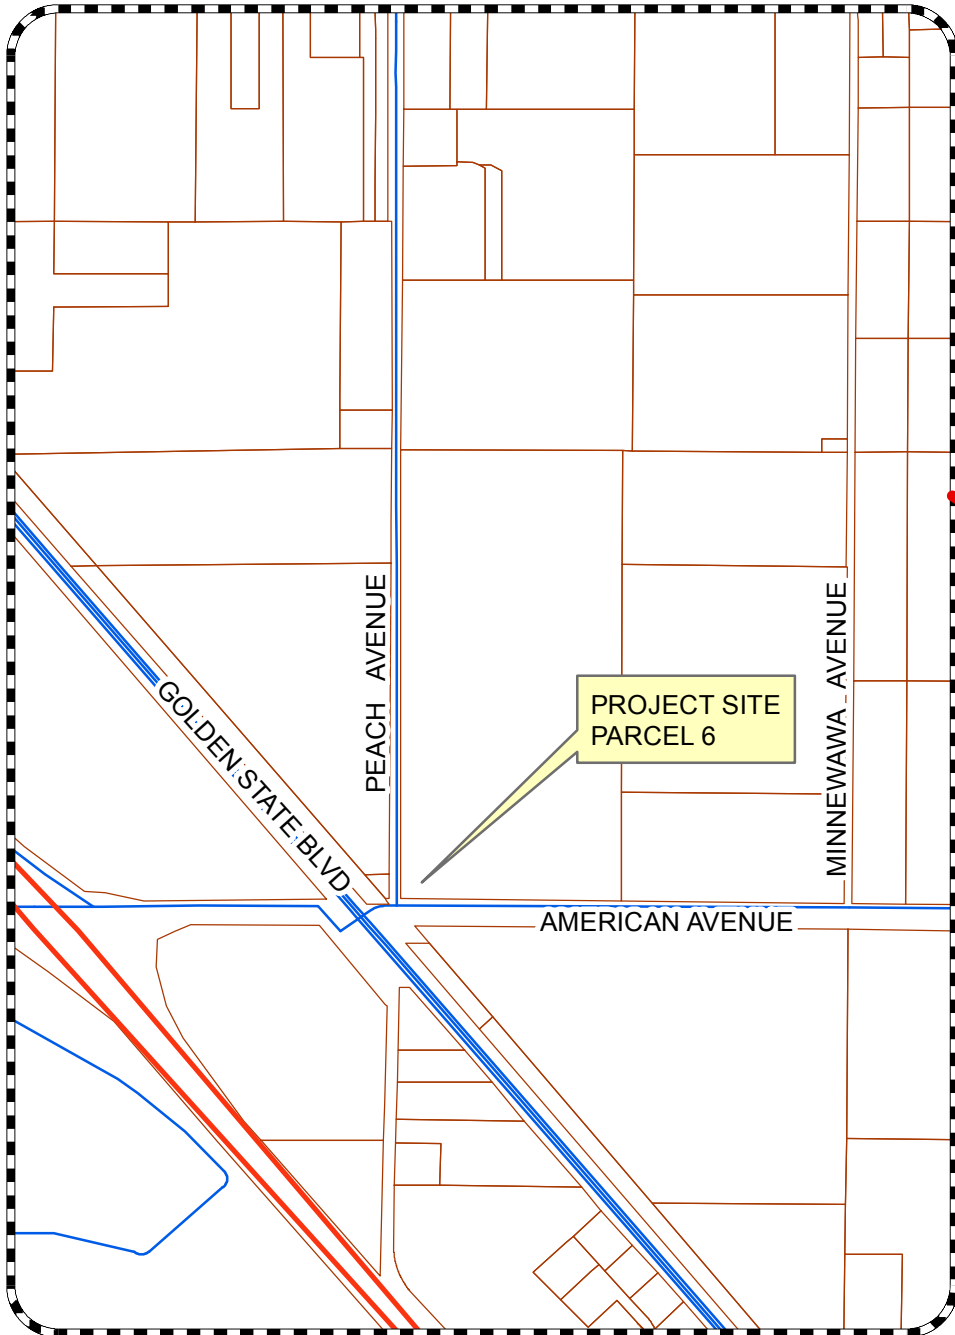 PEACH AVENUE
MINNEWAWA AVENUE
GOLDEN STATE BLVD
PROJECT SITE
PARCEL 6
AMERICAN AVENUE